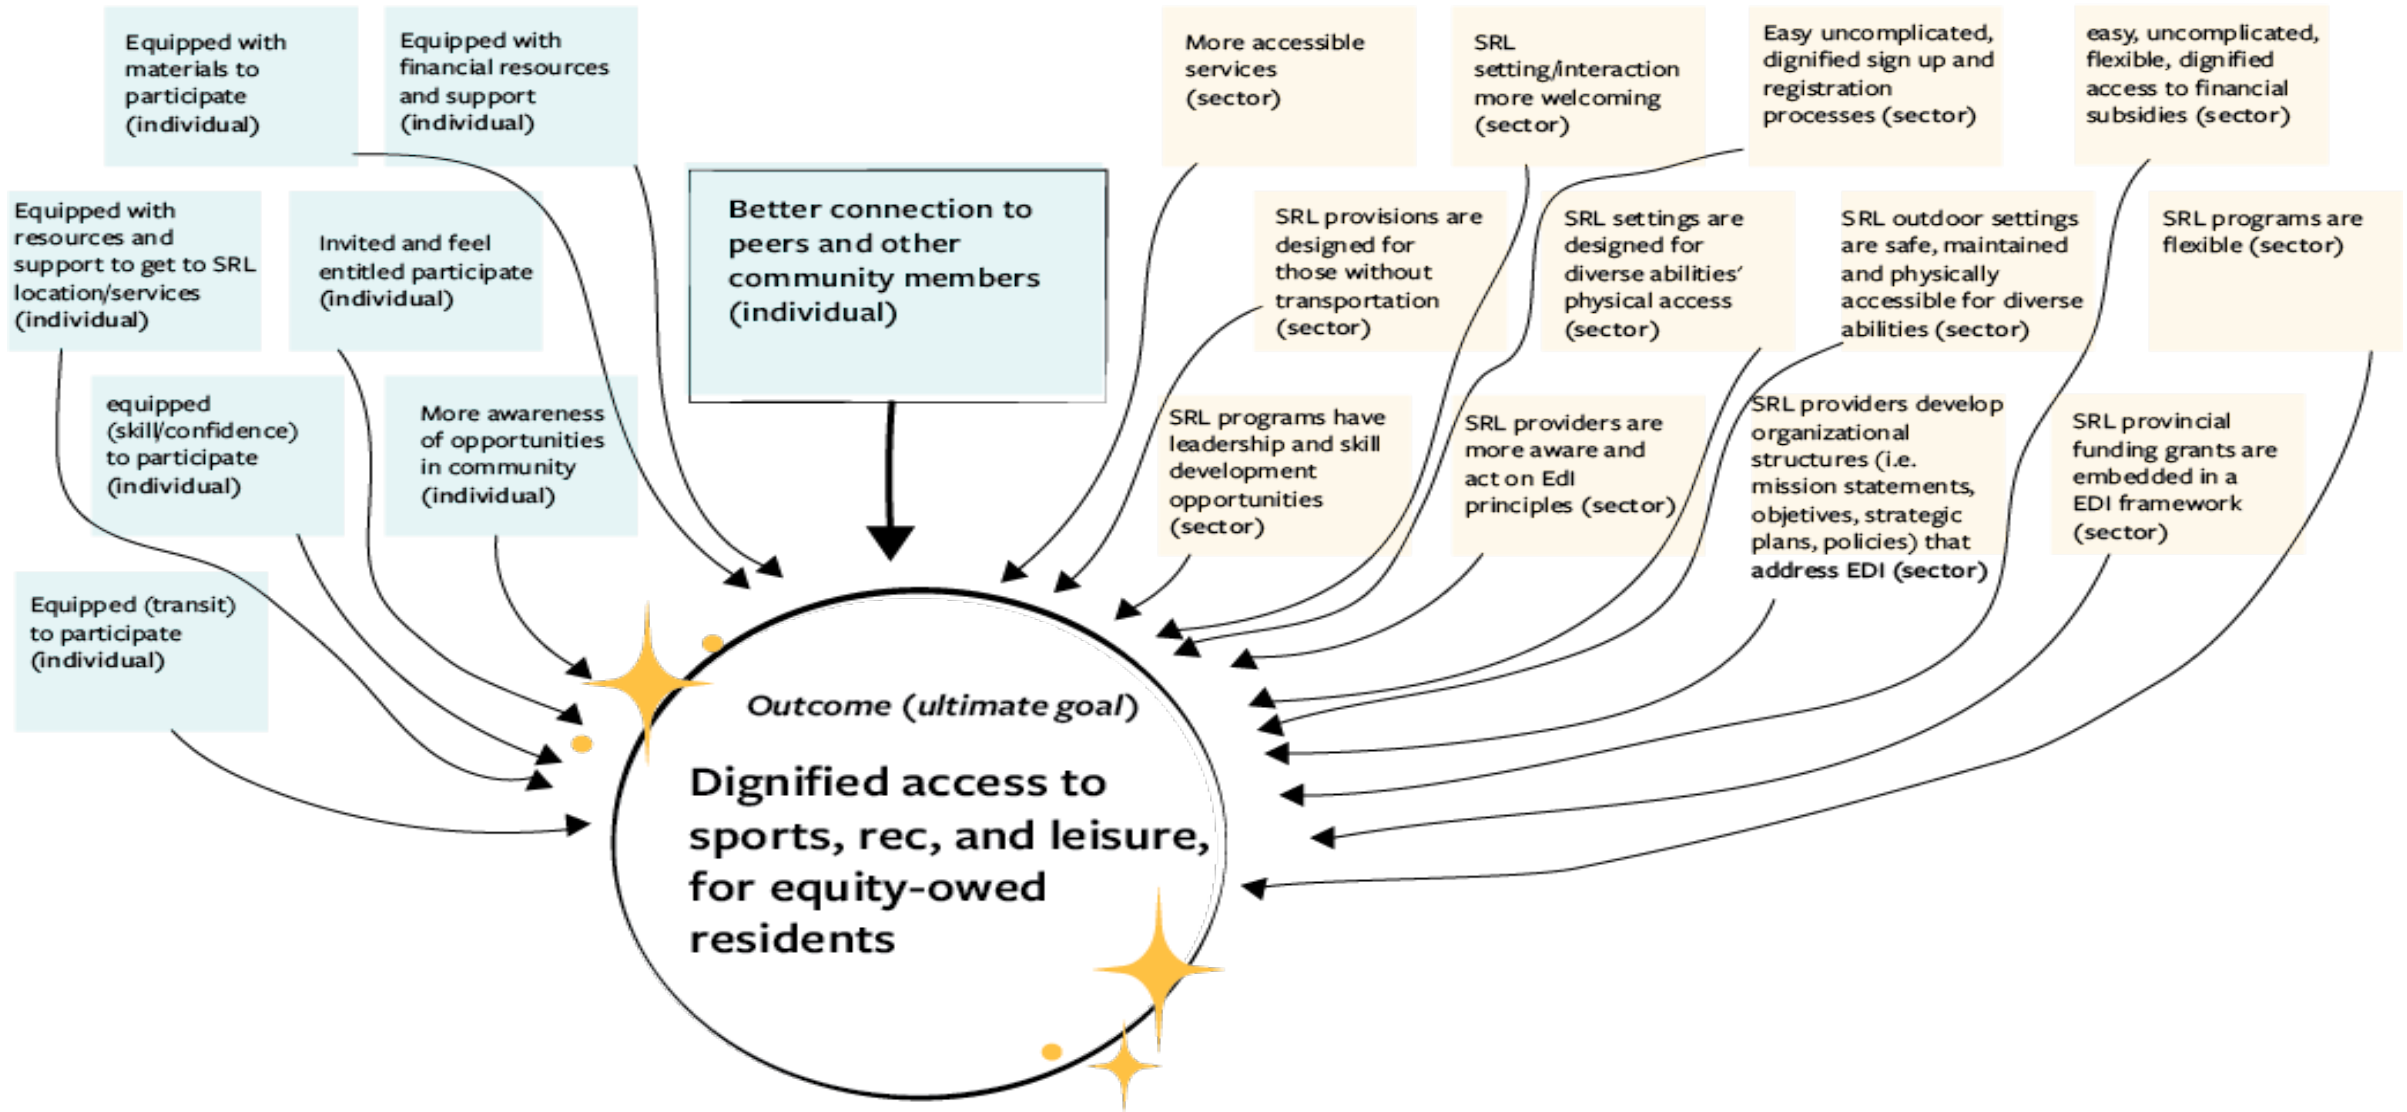 Equipped with
materials to
participate
(individual)
Equipped with
financial resources
and support
(individual)
More accessible
services
(sector)
SRL
setting/interaction
more welcoming
(sector)
Easy uncomplicated,
dignified sign up and
registration
processes (sector)
easy, uncomplicated,
flexible, dignified
access to financial
subsidies (sector)
Equipped with
resources and
support to get to SRL
location/services
(individual)
Invited and feel
entitled participate
(individual)
Better connection to
peers and other
community members
(individual)
SRL provisions are
designed for
those without
transportation
(sector)
SRL settings are
designed for
diverse abilities'
physical access
(sector)
SRL outdoor settings
are safe, maintained
and physically
accessible for diverse
abilities (sector)
SRL programs are
flexible (sector)
equipped
(skill/confidence)
to participate
(individual)
More awareness
of opportunities
in community
(individual)
SRL programs have
leadership and skill
development
opportunities
(sector)
SRL providers are
more aware and
act on EdI
principles (sector)
SRL providers develop
organizational
structures (i.e.
mission statements,
objetives, strategic
plans, policies) that
address EDI (sector)
SRL provincial
funding grants are
embedded in a
EDI framework
(sector)
Equipped (transit)
to participate
(individual)
Outcome (ultimate goal)
Dignified access to
sports, rec, and leisure,
for equity-owed
residents